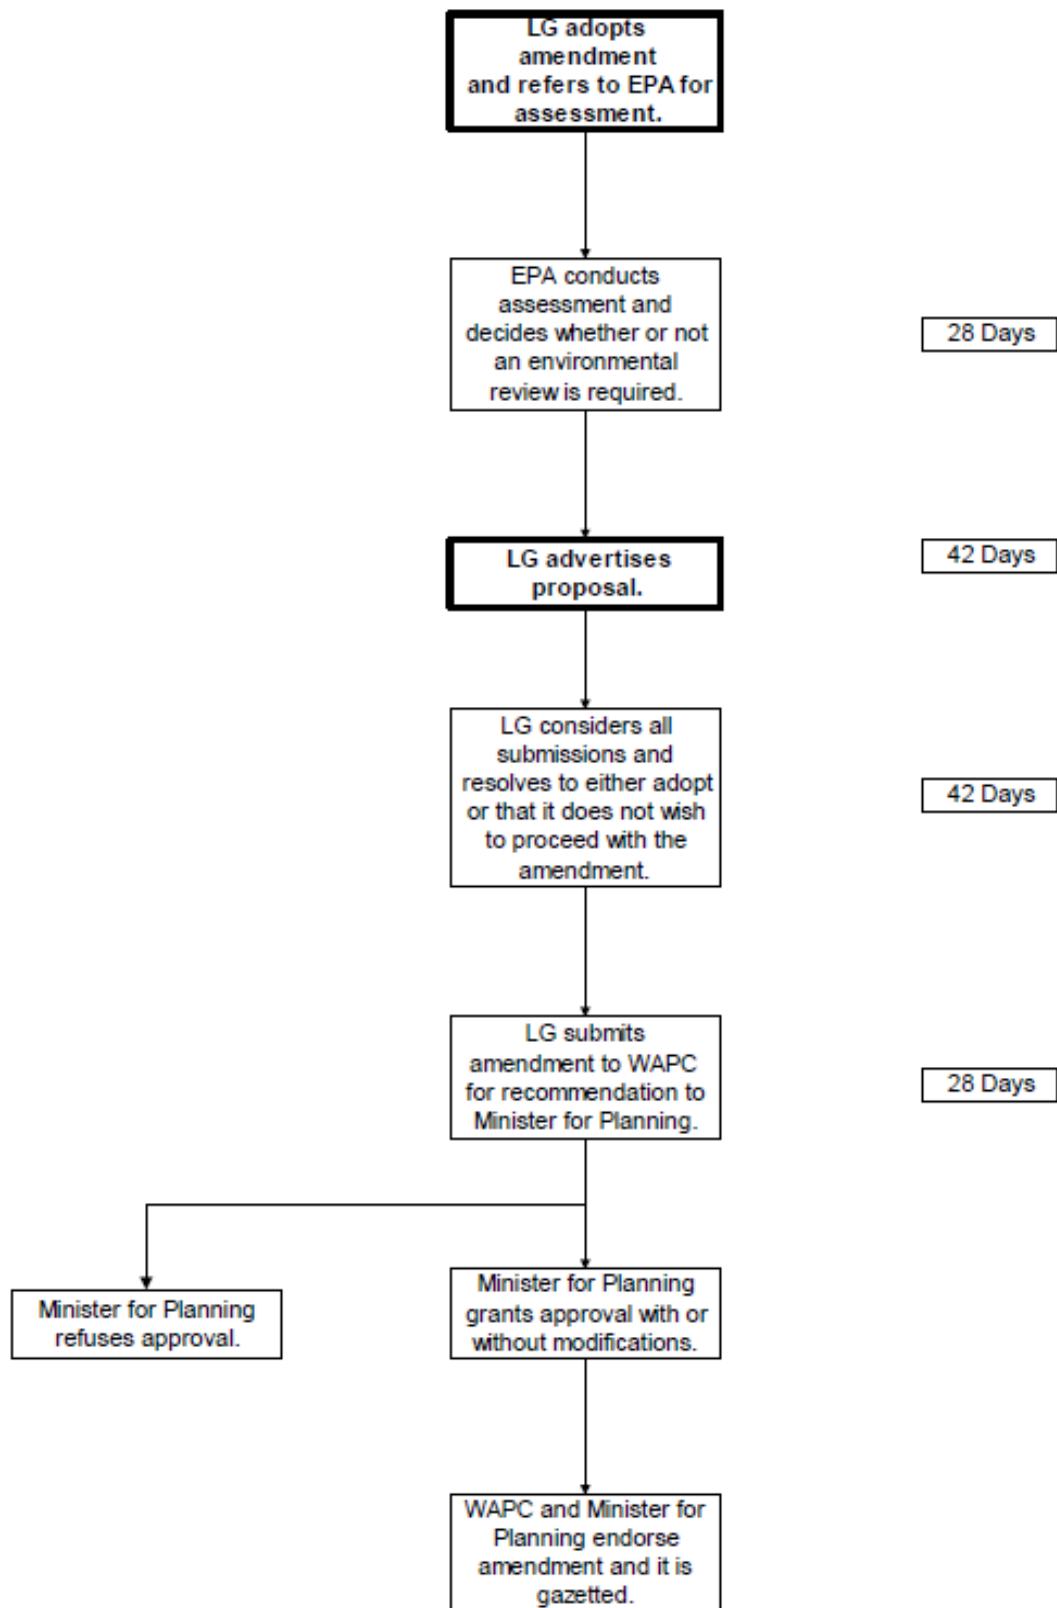 LG adopts
amendment
and refers to EPA for
assessment.
EPA conducts
assessment and
decides whether or not
an environmental
review is required.
28 Days
LG advertises
proposal.
42 Days
LG considers all
submissions and
resolves to either adopt
or that it does not wish
to proceed with the
amendment.
42 Days
LG submits
amendment to WAPC
for recommendation to
Minister for Planning.
28 Days
Minister for Planning
refuses approval.
Minister for Planning
grants approval with or
without modifications.
WAPC and Minister for
Planning endorse
amendment and it is
gazetted.